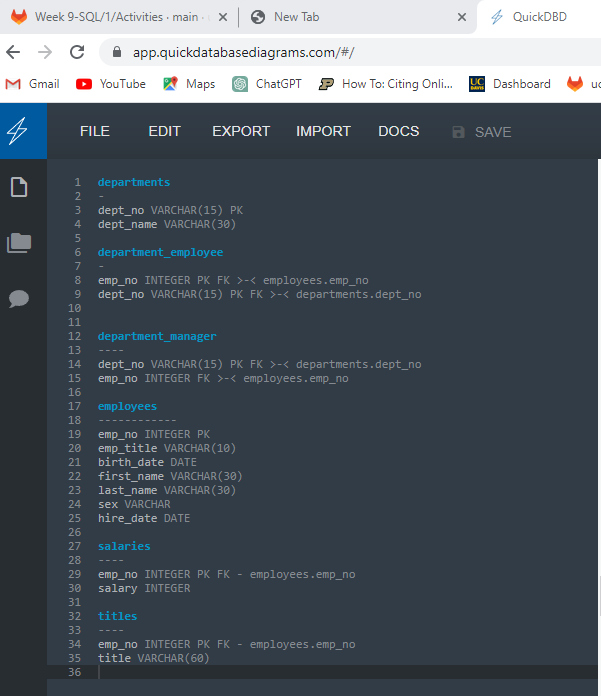 Week 9-SQL/1/Activities · main ·
New Tab
QuickDBD
app.quickdatabasediagrams.com/#/
Gmail YouTube Maps ChatGPT How To: Citing Onli... UC DAVIS Dashboard uc
FILE EDIT EXPORT IMPORT DOCS SAVE
1 departments
2 -
3 dept_no VARCHAR(15) PK
4 dept_name VARCHAR(30)
5
6 department_employee
7 -
8 emp_no INTEGER PK FK >-< employees.emp_no
9 dept_no VARCHAR(15) PK FK >-< departments.dept_no
10
11
12 department_manager
13 ----
14 dept_no VARCHAR(15) PK FK >-< departments.dept_no
15 emp_no INTEGER FK >-< employees.emp_no
16
17 employees
18 ------------
19 emp_no INTEGER PK
20 emp_title VARCHAR(10)
21 birth_date DATE
22 first_name VARCHAR(30)
23 last_name VARCHAR(30)
24 sex VARCHAR
25 hire_date DATE
26
27 salaries
28 ----
29 emp_no INTEGER PK FK - employees.emp_no
30 salary INTEGER
31
32 titles
33 ----
34 emp_no INTEGER PK FK - employees.emp_no
35 title VARCHAR(60)
36